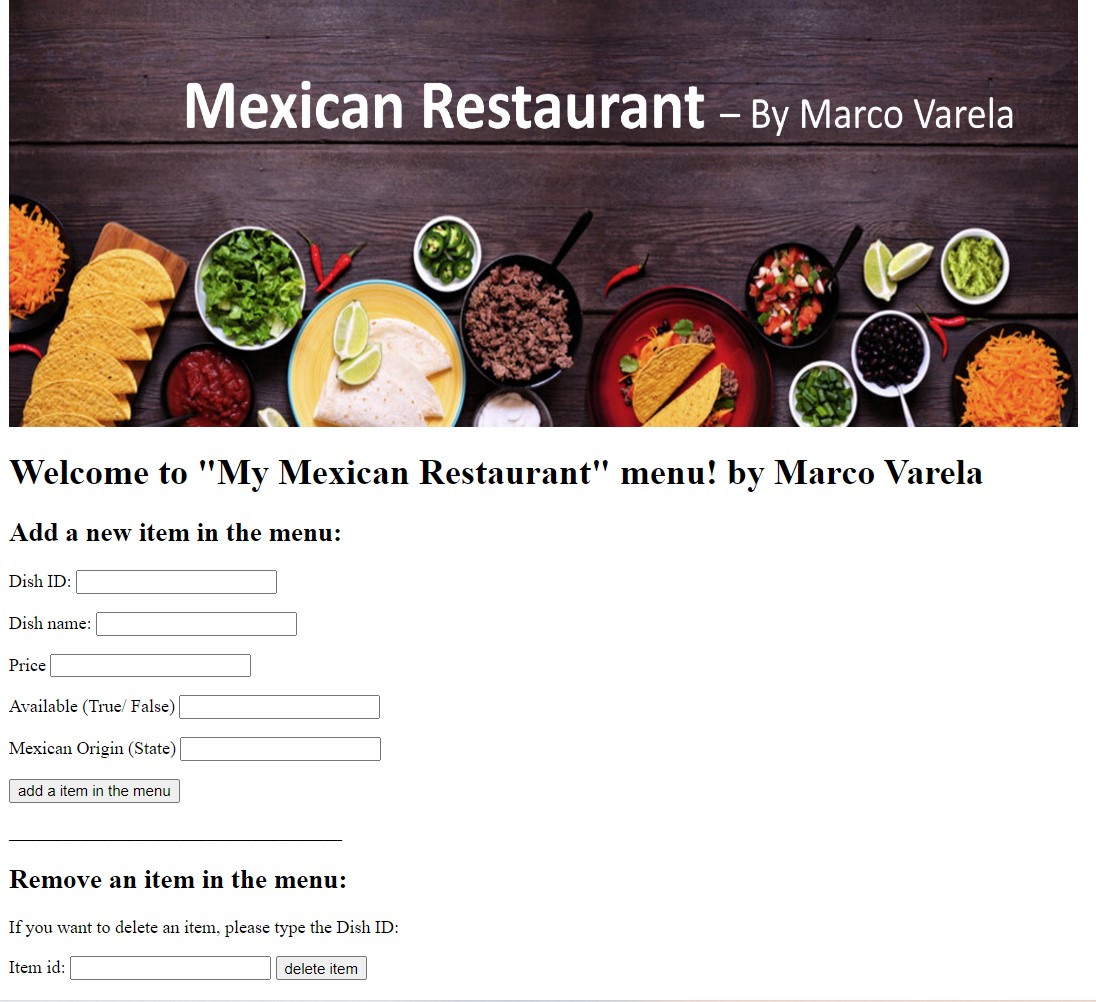 Mexican Restaurant – By Marco Varela
Welcome to "My Mexican Restaurant" menu! by Marco Varela
Add a new item in the menu:
Dish ID:
Dish name:
Price
Available (True/ False)
Mexican Origin (State)
add a item in the menu
Remove an item in the menu:
If you want to delete an item, please type the Dish ID:
Item id: delete item